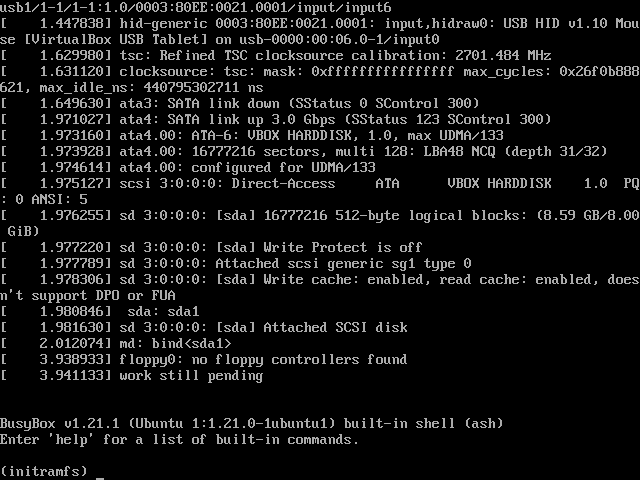 usb1/1-1/1-1:1.0/0003:80EE:0021.0001/input/input6
[    1.447838] hid-generic 0003:80EE:0021.0001: input,hidraw0: USB HID v1.10 Mou
se [VirtualBox USB Tablet] on usb-0000:00:06.0-1/input0
[    1.629980] tsc: Refined TSC clocksource calibration: 2701.484 MHz
[    1.631120] clocksource: tsc: mask: 0xffffffffffffffff max_cycles: 0x26f0b888
621, max_idle_ns: 440795302711 ns
[    1.649630] ata3: SATA link down (SStatus 0 SControl 300)
[    1.971027] ata4: SATA link up 3.0 Gbps (SStatus 123 SControl 300)
[    1.973160] ata4.00: ATA-6: VBOX HARDDISK, 1.0, max UDMA/133
[    1.973928] ata4.00: 16777216 sectors, multi 128: LBA48 NCQ (depth 31/32)
[    1.974614] ata4.00: configured for UDMA/133
[    1.975127] scsi 3:0:0:0: Direct-Access     ATA      VBOX HARDDISK    1.0  PQ
: 0 ANSI: 5
[    1.976255] sd 3:0:0:0: [sda] 16777216 512-byte logical blocks: (8.59 GB/8.00
 GiB)
[    1.977220] sd 3:0:0:0: [sda] Write Protect is off
[    1.977789] sd 3:0:0:0: Attached scsi generic sg1 type 0
[    1.978306] sd 3:0:0:0: [sda] Write cache: enabled, read cache: enabled, does
n't support DPO or FUA
[    1.980846]  sda: sda1
[    1.981630] sd 3:0:0:0: [sda] Attached SCSI disk
[    2.012074] md: bind<sda1>
[    3.938933] floppy0: no floppy controllers found
[    3.941133] work still pending
BusyBox v1.21.1 (Ubuntu 1:1.21.0-1ubuntu1) built-in shell (ash)
Enter 'help' for a list of built-in commands.
(initramfs) _